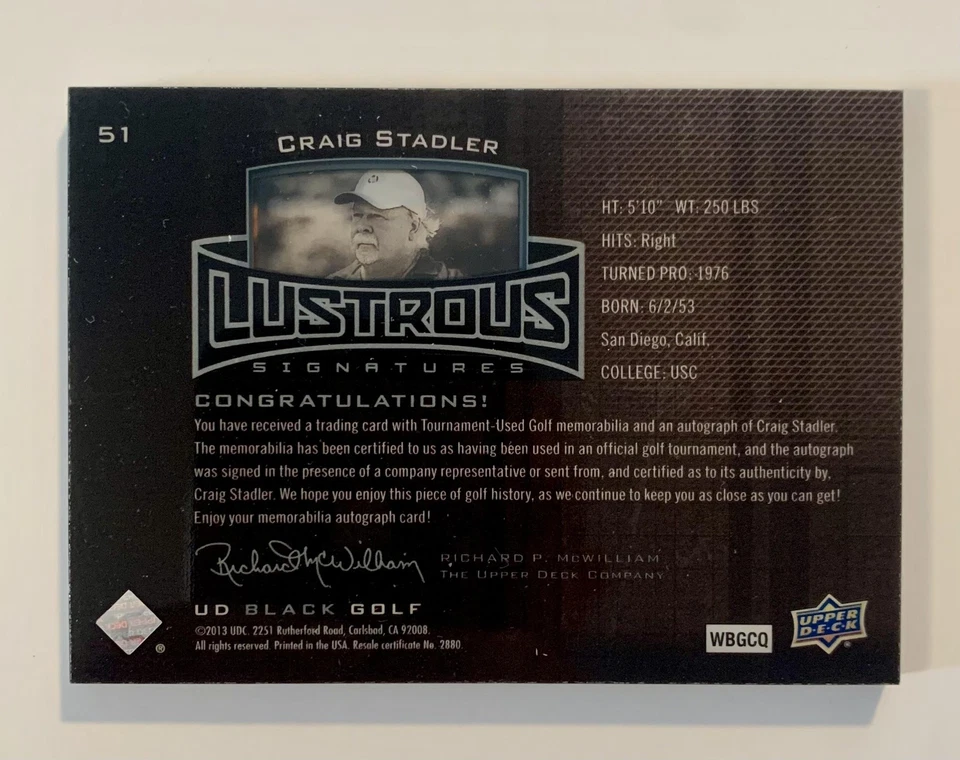 51
CRAIG STADLER
LUSTROUS
SIGNATURES
HT: 5'10" WT: 250 LBS
HITS: Right
TURNED PRO: 1976
BORN: 6/2/53
San Diego, Calif.
COLLEGE: USC
CONGRATULATIONS!
You have received a trading card with Tournament-Used Golf memorabilia and an autograph of Craig Stadler.
The memorabilia has been certified to us as having been used in an official golf tournament, and the autograph
was signed in the presence of a company representative or sent from, and certified as to its authenticity by,
Craig Stadler. We hope you enjoy this piece of golf history, as we continue to keep you as close as you can get!
Enjoy your memorabilia autograph card!
Richard McWilliam
RICHARD P. McWILLIAM
THE UPPER DECK COMPANY
UD BLACK GOLF
©2013 UDC. 2251 Rutherford Road, Carlsbad, CA 92008.
All rights reserved. Printed in the USA. Resale certificate No. 2880.
®
WBGCQ
UPPER
DECK
®